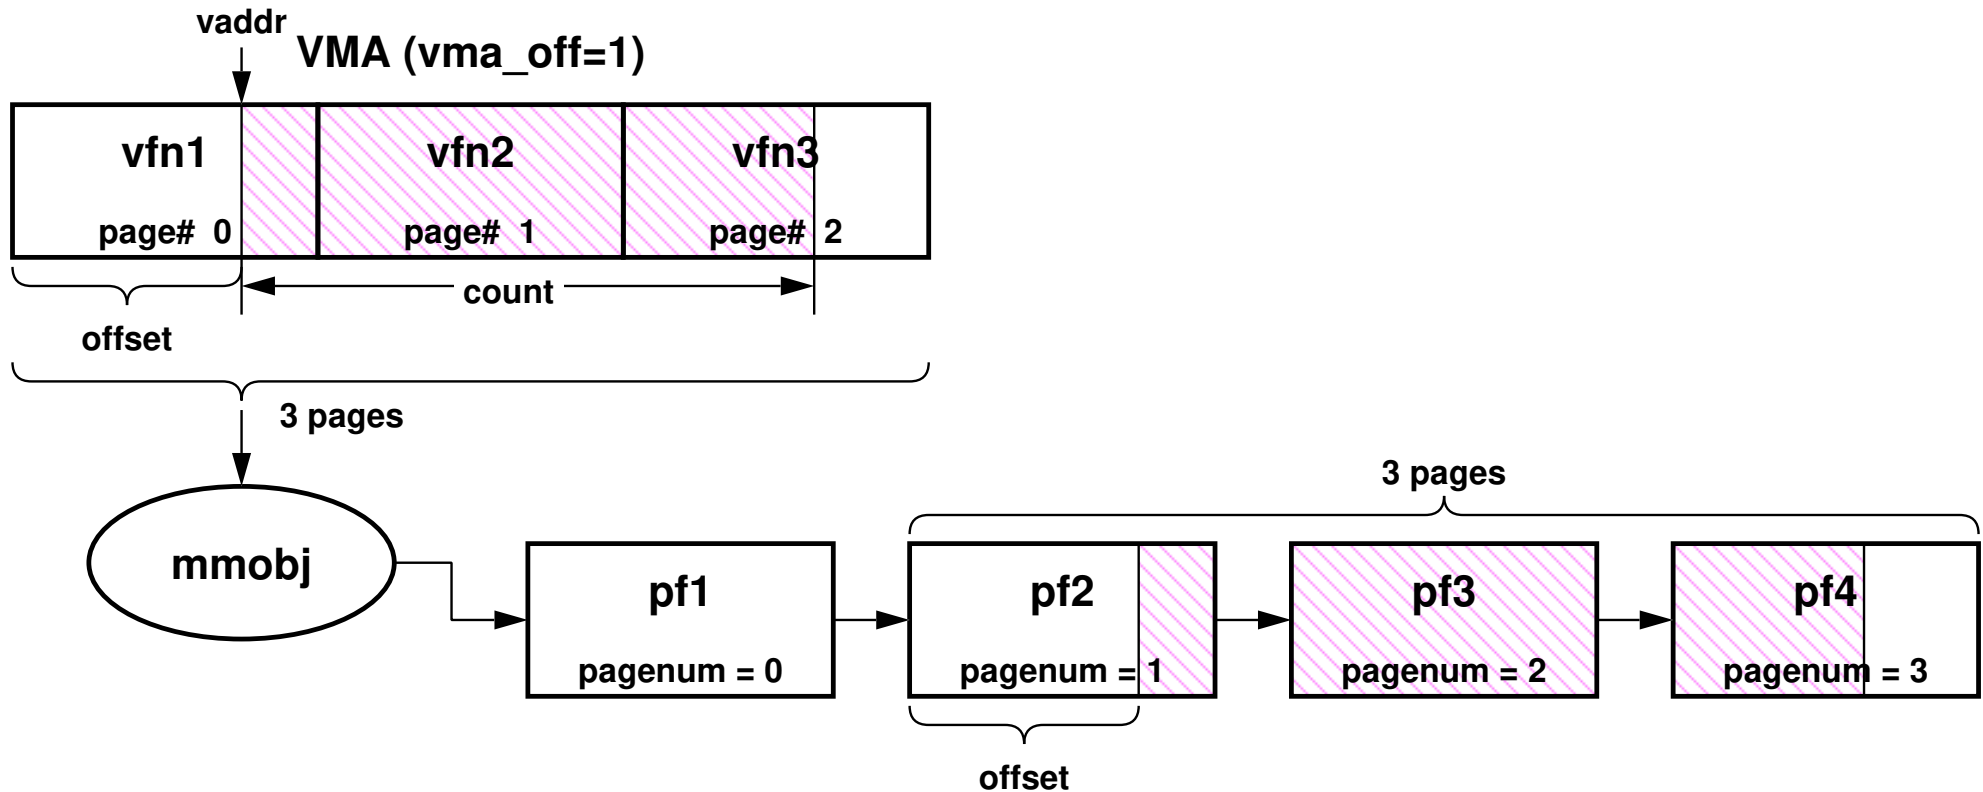 vaddr
VMA (vma_off=1)
vfn1 vfn2 vfn3
page# 0 page# 1 page# 2
count
offset
3 pages
3 pages
mmobj
pf1 pf2 pf3 pf4
pagenum = 0 pagenum = 1 pagenum = 2 pagenum = 3
offset